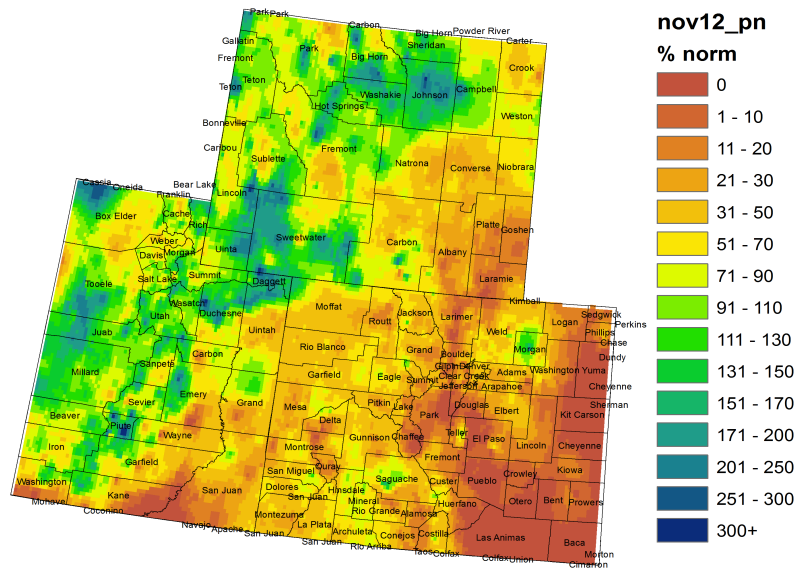 nov12_pn
% norm
0
1 - 10
11 - 20
21 - 30
31 - 50
51 - 70
71 - 90
91 - 110
111 - 130
131 - 150
151 - 170
171 - 200
201 - 250
251 - 300
300+
Park Park
Carbon
Big Horn Powder River
Gallatin
Park
Sheridan
Carter
Fremont
Big Horn
Crook
Teton Teton
Washakie
Johnson
Campbell
Hot Springs
Weston
Bonneville
Caribou
Sublette
Fremont
Natrona
Converse
Niobrara
Cassia
Oneida
Franklin
Bear Lake
Lincoln
Box Elder
Cache
Rich
Platte
Goshen
Weber
Morgan
Davis
Uinta
Sweetwater
Carbon
Albany
Tooele
Salt Lake
Summit
Daggett
Laramie
Wasatch
Duchesne
Utah
Uintah
Moffat
Routt
Jackson
Larimer
Kimball
Weld
Logan
Sedgwick
Phillips
Perkins
Chase
Juab
Carbon
Rio Blanco
Grand
Boulder
Morgan
Dundy
Millard
Sanpete
Emery
Garfield
Eagle
Summit
Gilpin Denver
Clear Creek
Jefferson
Adams
Arapahoe
Washington
Yuma
Cheyenne
Sevier
Grand
Mesa
Pitkin
Lake
Park
Douglas
Elbert
Kit Carson
Sherman
Beaver
Piute
Wayne
Delta
Gunnison
Chaffee
Teller
El Paso
Lincoln
Cheyenne
Iron
Garfield
Montrose
Ouray
San Miguel
Fremont
Kiowa
Crowley
Washington
Kane
San Juan
Dolores
San Juan
Hinsdale
Saguache
Custer
Pueblo
Otero
Bent
Prowers
Mohave
Coconino
Mineral
Rio Grande
Alamosa
Huerfano
Navajo
Apache
San Juan
Montezuma
La Plata
Archuleta
Conejos
Costilla
Las Animas
Baca
San Juan
Rio Arriba
Taos
Colfax
Colfax
Union
Morton
Cimarron